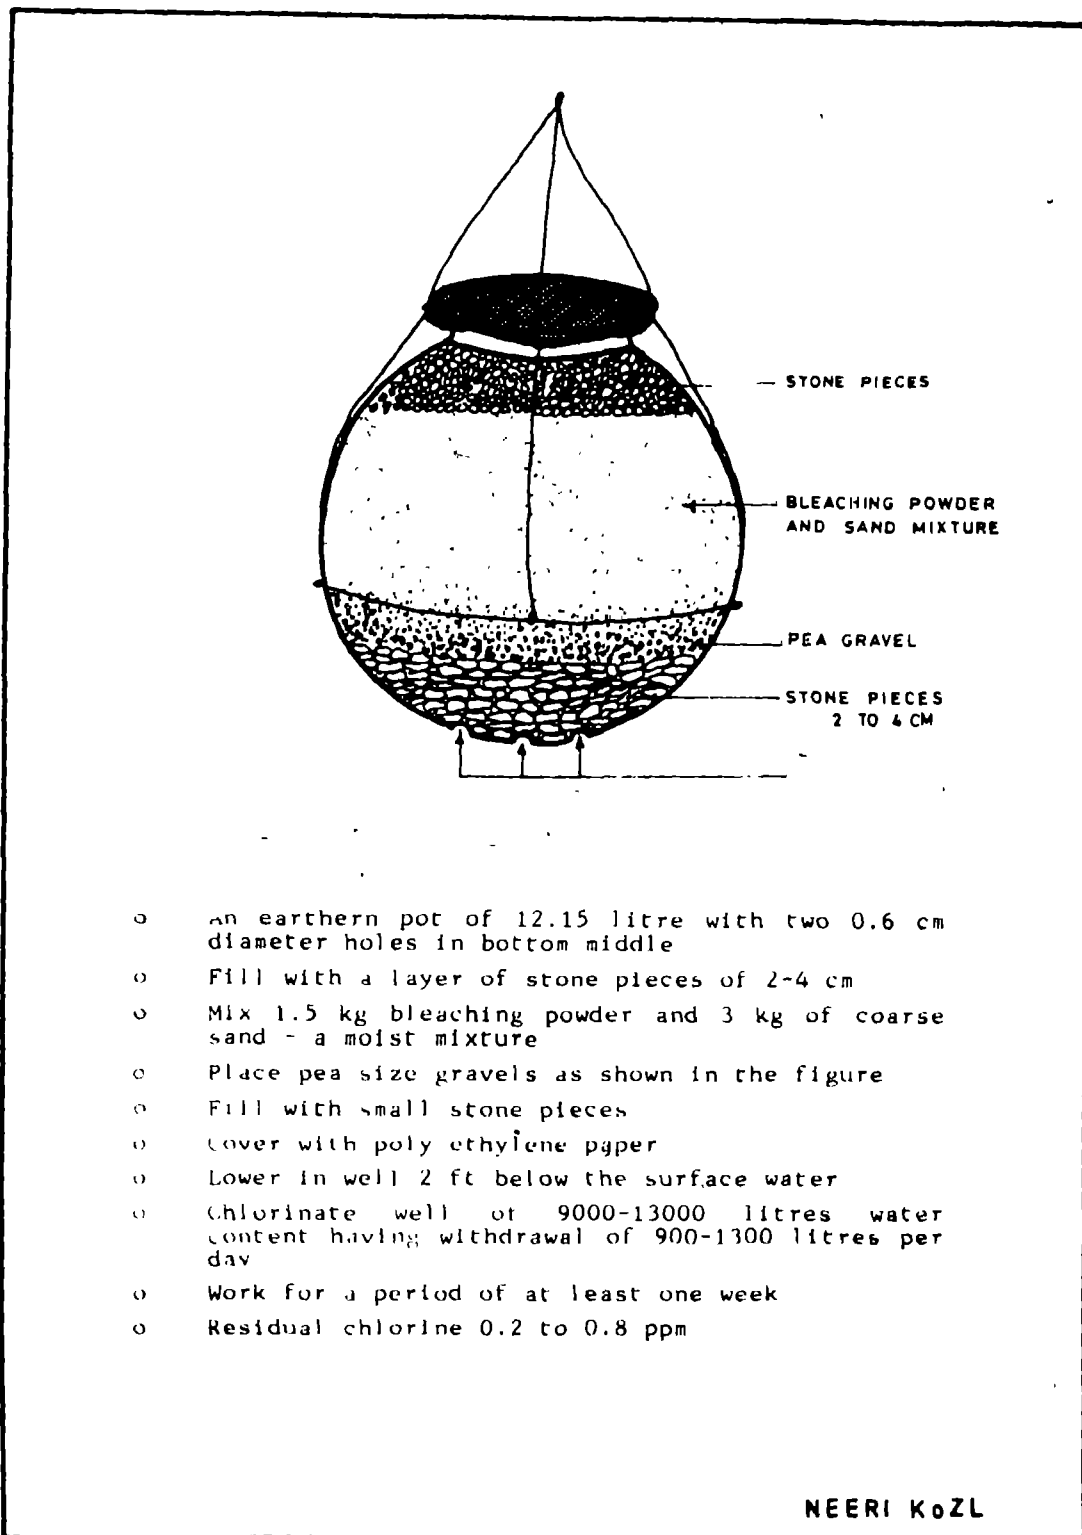 STONE PIECES
BLEACHING POWDER
AND SAND MIXTURE
PEA GRAVEL
STONE PIECES
2 TO 4 CM
o An earthern pot of 12.15 litre with two 0.6 cm
diameter holes in bottom middle
o Fill with a layer of stone pieces of 2-4 cm
o Mix 1.5 kg bleaching powder and 3 kg of coarse
sand - a moist mixture
o Place pea size gravels as shown in the figure
o Fill with small stone pieces
o Cover with poly ethylene paper
o Lower in well 2 ft below the surface water
o Chlorinate well of 9000-13000 litres water
content having withdrawal of 900-1300 litres per
day
o Work for a period of at least one week
o Residual chlorine 0.2 to 0.8 ppm
NEERI KoZL